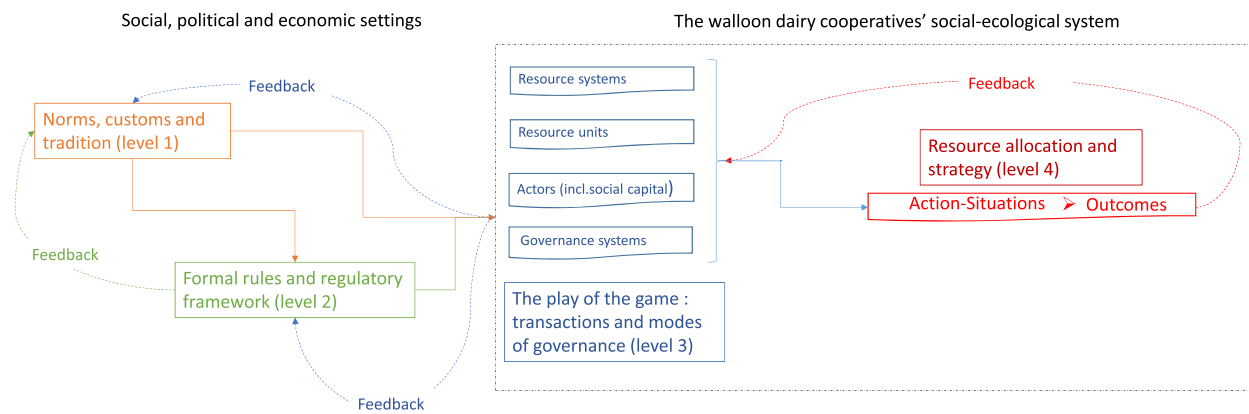 Social, political and economic settings
The walloon dairy cooperatives' social-ecological system
Feedback
Norms, customs and
tradition (level 1)
Feedback
Formal rules and regulatory
framework (level 2)
Feedback
Resource systems
Resource units
Actors (incl.social capital)
Governance systems
The play of the game :
transactions and modes
of governance (level 3)
Feedback
Resource allocation and
strategy (level 4)
Action-Situations ➢ Outcomes